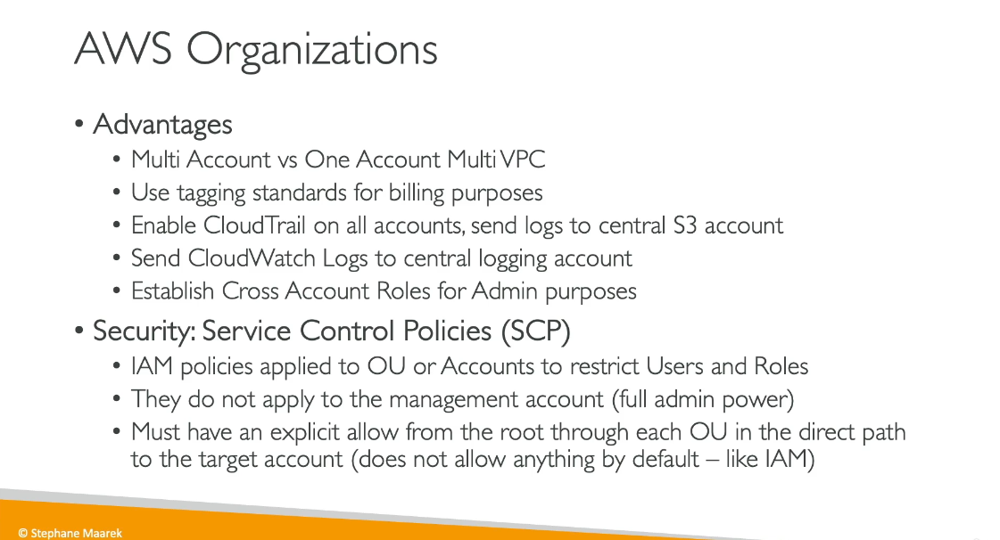 AWS Organizations
• Advantages
• Multi Account vs One Account Multi VPC
• Use tagging standards for billing purposes
• Enable CloudTrail on all accounts, send logs to central S3 account
• Send CloudWatch Logs to central logging account
• Establish Cross Account Roles for Admin purposes
• Security: Service Control Policies (SCP)
• IAM policies applied to OU or Accounts to restrict Users and Roles
• They do not apply to the management account (full admin power)
• Must have an explicit allow from the root through each OU in the direct path
to the target account (does not allow anything by default – like IAM)
© Stephane Maarek